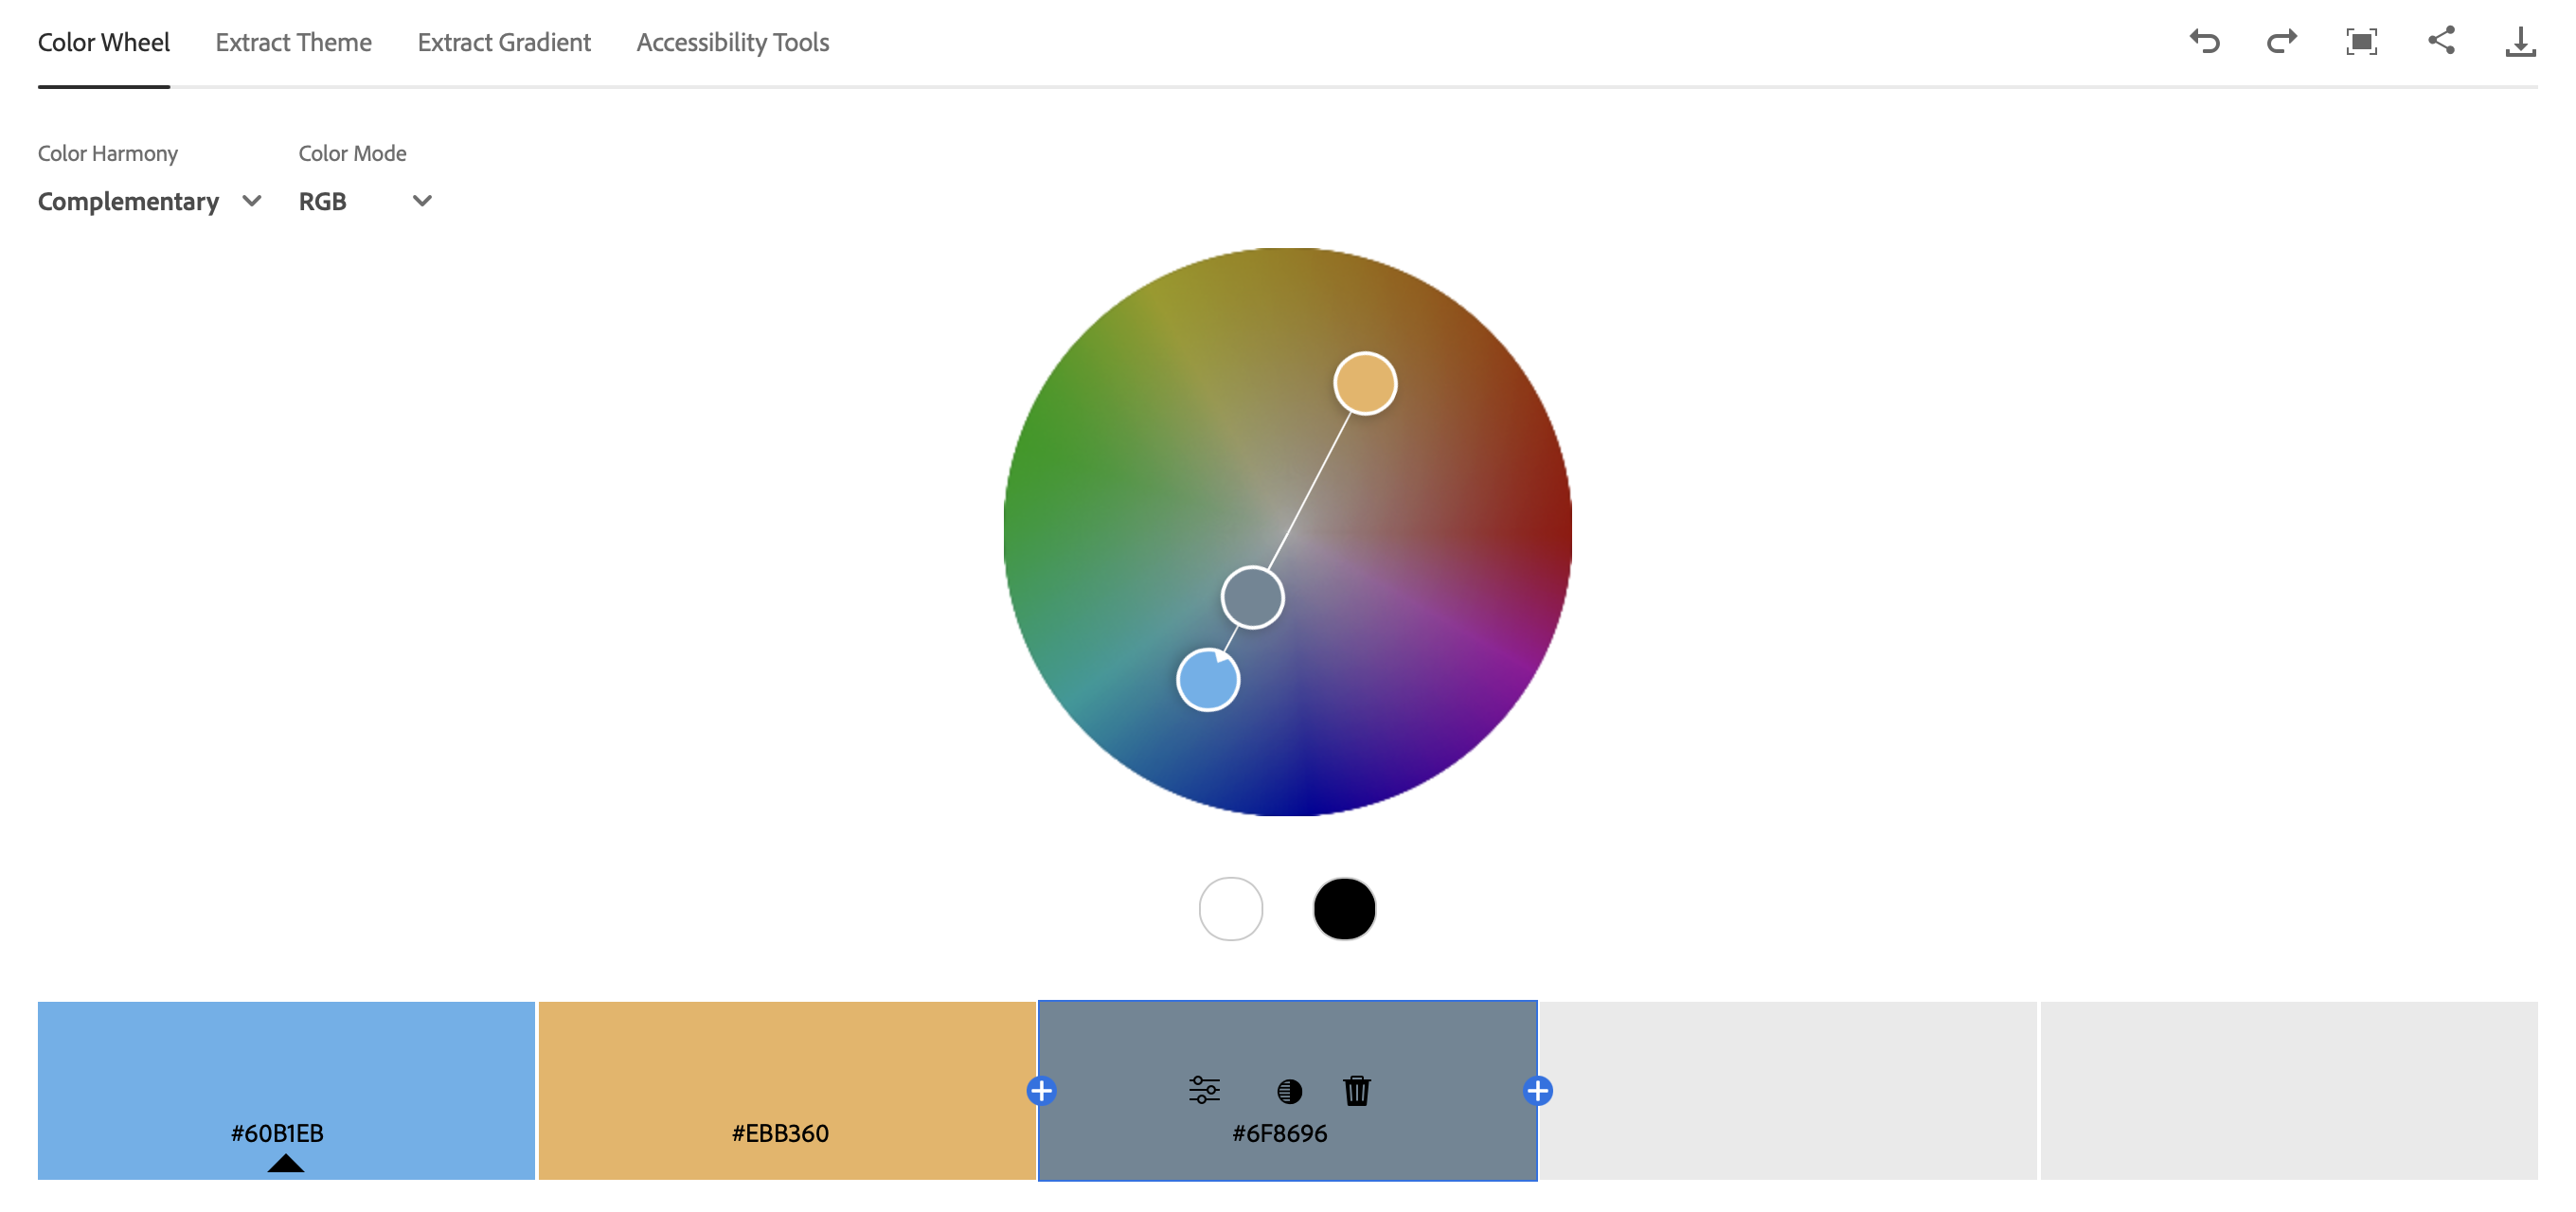 Color Wheel Extract Theme Extract Gradient Accessibility Tools
Color Harmony Color Mode
Complementary RGB
#60B1EB #EBB360 #6F8696